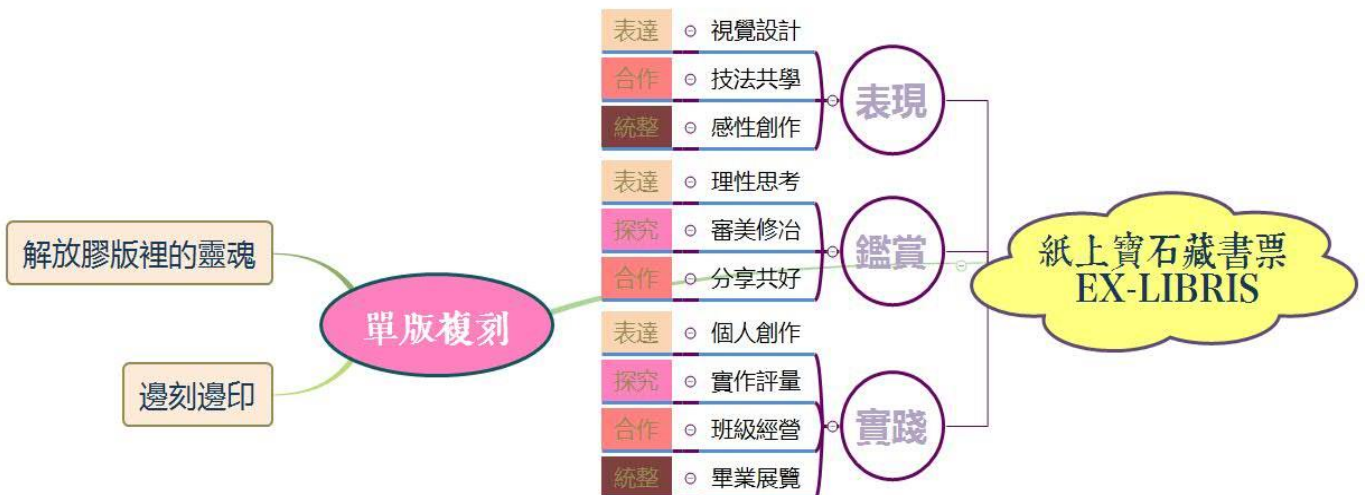 表達 視覺設計
合作 技法共學
統整 感性創作
表現
表達 理性思考
探究 審美修冶
合作 分享共好
鑑賞
表達 個人創作
探究 實作評量
合作 班級經營
統整 畢業展覽
實踐
解放膠版裡的靈魂
邊刻邊印
單版複刻
紙上寶石藏書票
EX-LIBRIS